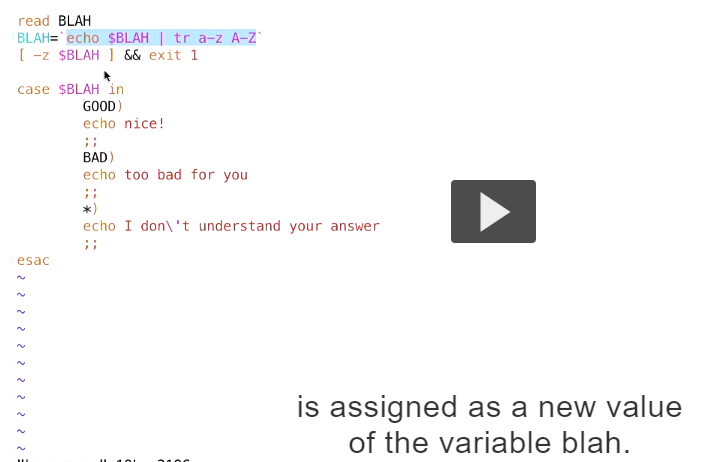 read BLAH
BLAH=`echo $BLAH | tr a-z A-Z`
[ -z $BLAH ] && exit 1
case $BLAH in
GOOD)
echo nice!
;;
BAD)
echo too bad for you
;;
*)
echo I don\'t understand your answer
;;
esac
~
~
~
~
~
~
~
~
~
~
~
is assigned as a new value
of the variable blah.